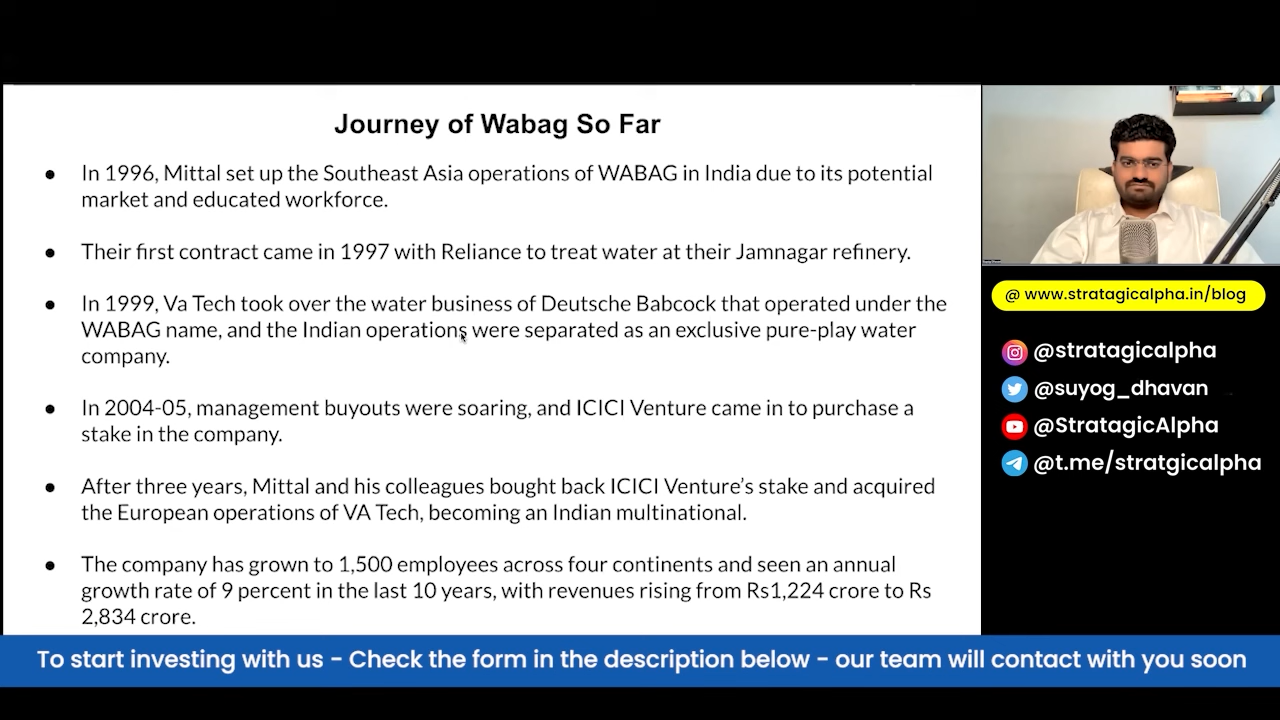 Journey of Wabag So Far
● In 1996, Mittal set up the Southeast Asia operations of WABAG in India due to its potential
market and educated workforce.
● Their first contract came in 1997 with Reliance to treat water at their Jamnagar refinery.
● In 1999, Va Tech took over the water business of Deutsche Babcock that operated under the
WABAG name, and the Indian operations were separated as an exclusive pure-play water
company.
● In 2004-05, management buyouts were soaring, and ICICI Venture came in to purchase a
stake in the company.
● After three years, Mittal and his colleagues bought back ICICI Venture’s stake and acquired
the European operations of VA Tech, becoming an Indian multinational.
● The company has grown to 1,500 employees across four continents and seen an annual
growth rate of 9 percent in the last 10 years, with revenues rising from Rs1,224 crore to Rs
2,834 crore.
@ www.stratagicalpha.in/blog
@stratagicalpha
@suyog_dhavan
@StratagicAlpha
@t.me/stratgicalpha
To start investing with us - Check the form in the description below - our team will contact with you soon